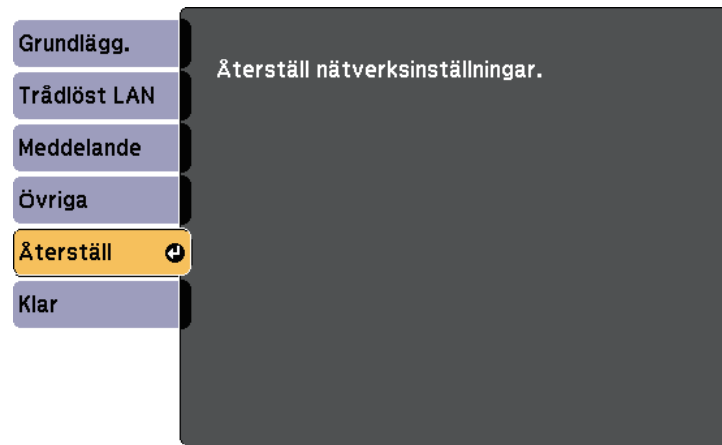 Grundlägg.
Trådlöst LAN
Meddelande
Övriga
Återställ
Klar
Återställ nätverksinställningar.